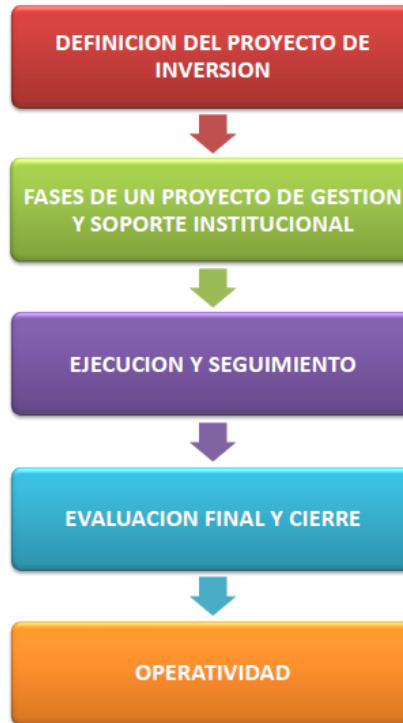 DEFINICION DEL PROYECTO DE
INVERSION
FASES DE UN PROYECTO DE GESTION
Y SOPORTE INSTITUCIONAL
EJECUCION Y SEGUIMIENTO
EVALUACION FINAL Y CIERRE
OPERATIVIDAD